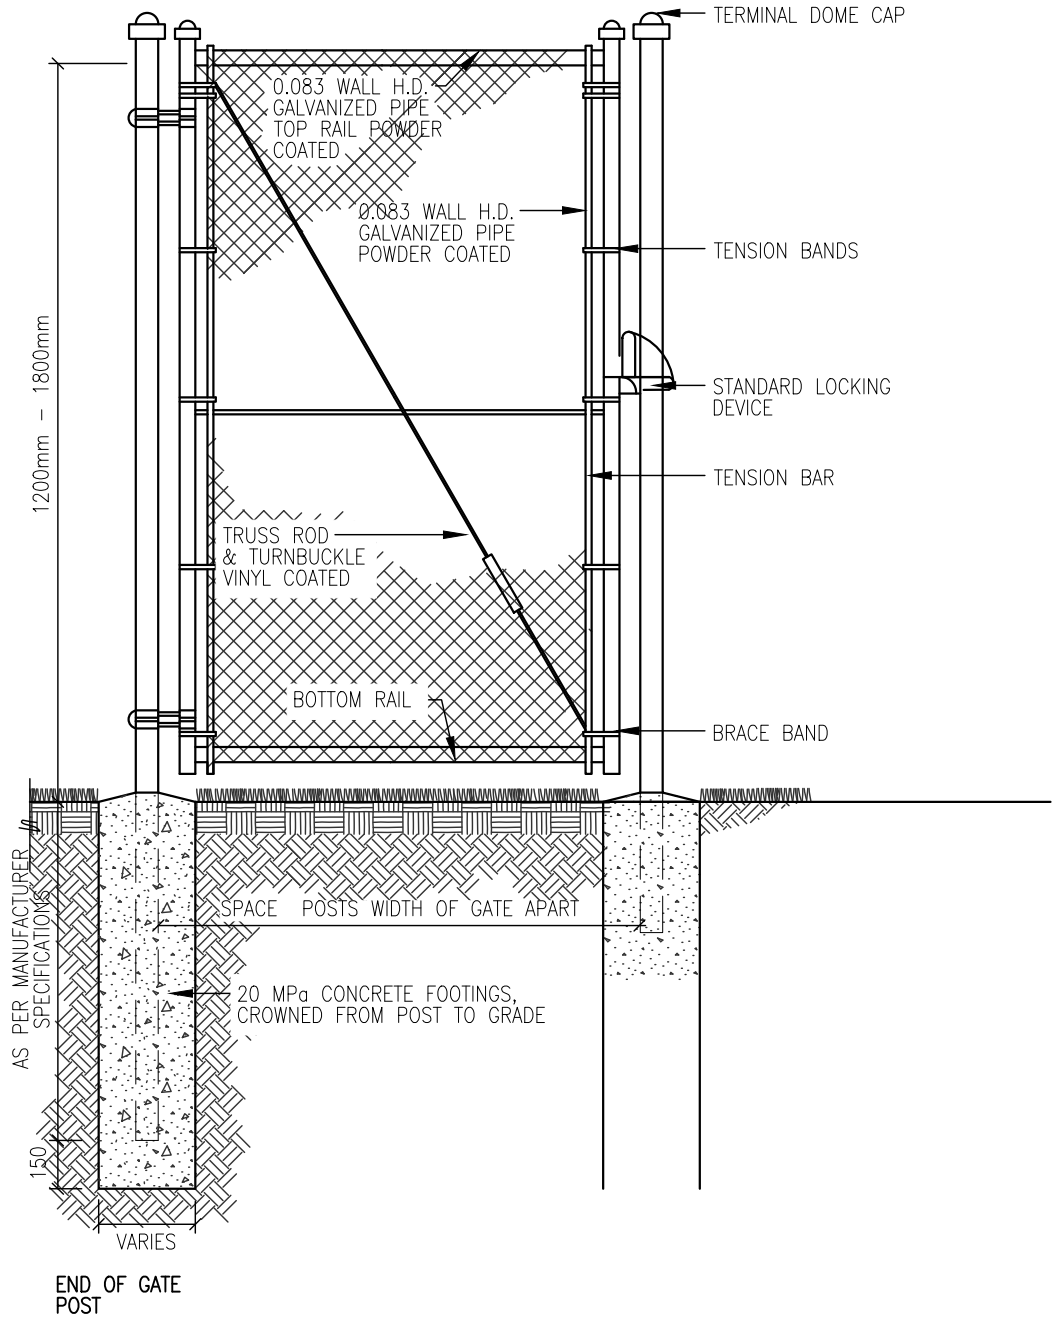 TERMINAL DOME CAP
0.083 WALL H.D.
GALVANIZED PIPE
TOP RAIL POWDER
COATED
0.083 WALL H.D.
GALVANIZED PIPE
POWDER COATED
TENSION BANDS
1200mm - 1800mm
STANDARD LOCKING
DEVICE
TENSION BAR
TRUSS ROD
& TURNBUCKLE
VINYL COATED
BOTTOM RAIL
BRACE BAND
AS PER MANUFACTURER
SPECIFICATIONS
SPACE POSTS WIDTH OF GATE APART
20 MPa CONCRETE FOOTINGS,
CROWNED FROM POST TO GRADE
150
VARIES
END OF GATE
POST